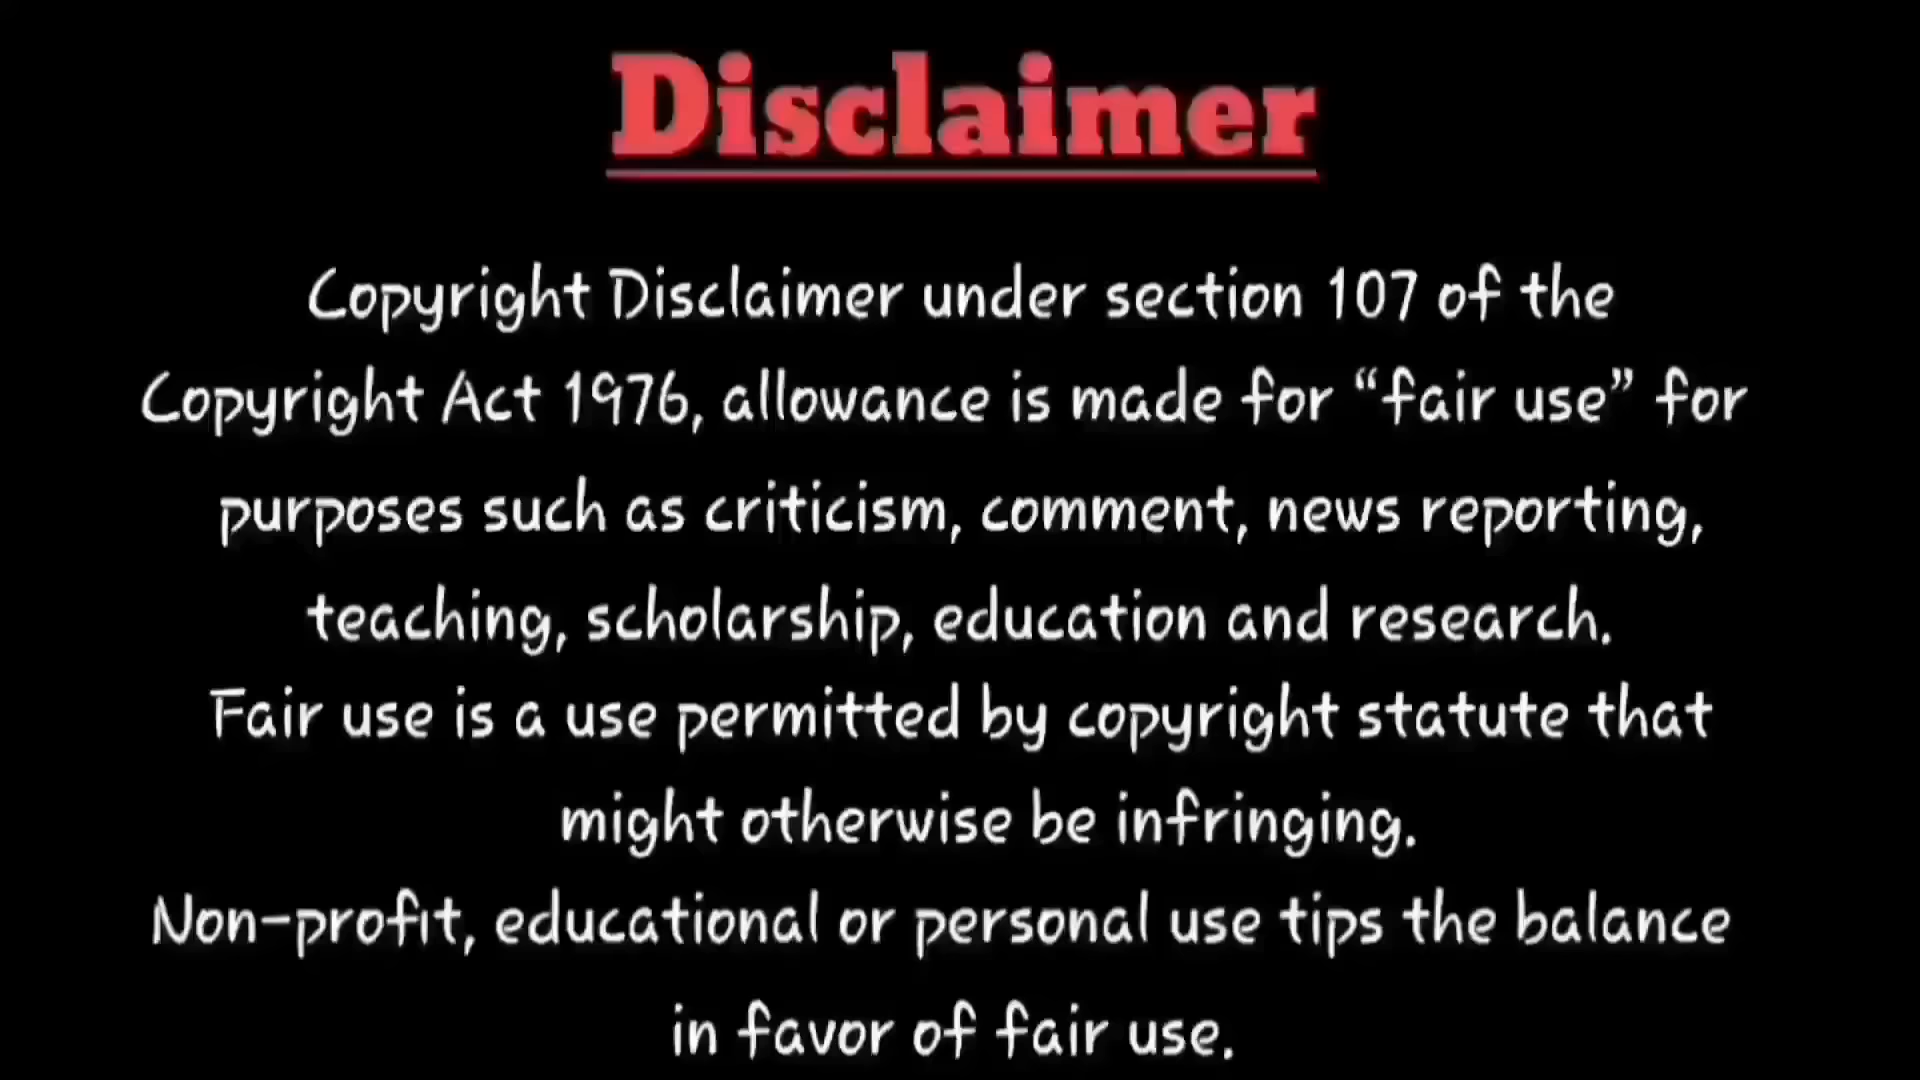 Disclaimer
Copyright Disclaimer under section 107 of the
Copyright Act 1976, allowance is made for “fair use” for
purposes such as criticism, comment, news reporting,
teaching, scholarship, education and research.
Fair use is a use permitted by copyright statute that
might otherwise be infringing.
Non-profit, educational or personal use tips the balance
in favor of fair use.